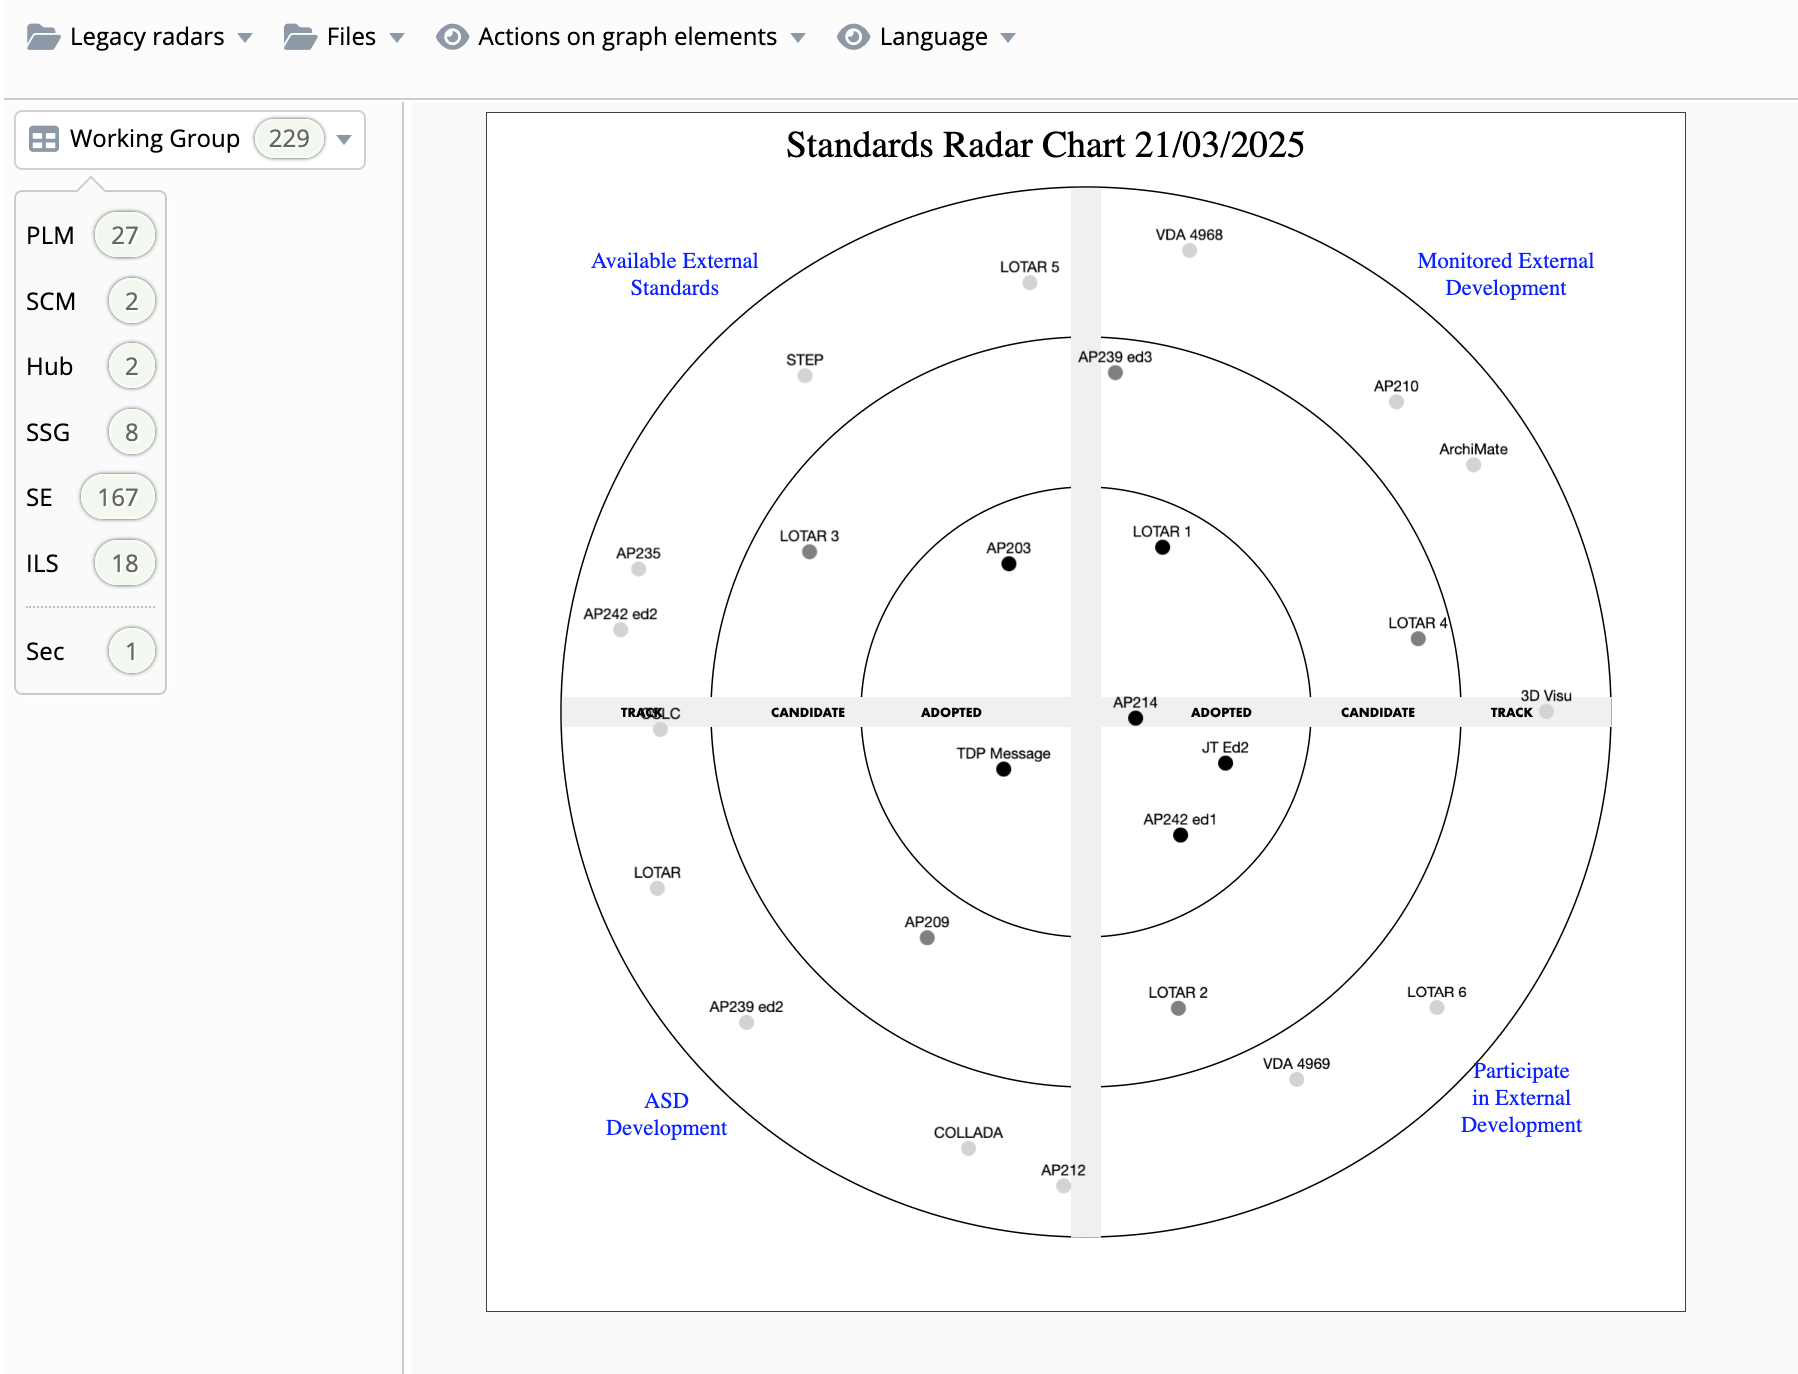 Legacy radars
Files
Actions on graph elements
Language
Working Group 229
PLM 27
SCM 2
Hub 2
SSG 8
SE 167
ILS 18
Sec 1
Standards Radar Chart 21/03/2025
Available External
Standards
Monitored External
Development
VDA 4968
LOTAR 5
STEP
AP239 ed3
AP210
ArchiMate
LOTAR 3
AP203
LOTAR 1
AP235
AP242 ed2
LOTAR 4
3D Visu
AP214
TRACK
OSLC
CANDIDATE
ADOPTED
ADOPTED
CANDIDATE
TRACK
TDP Message
JT Ed2
AP242 ed1
LOTAR
AP209
AP239 ed2
LOTAR 2
LOTAR 6
VDA 4969
ASD
Development
Participate
in External
Development
COLLADA
AP212